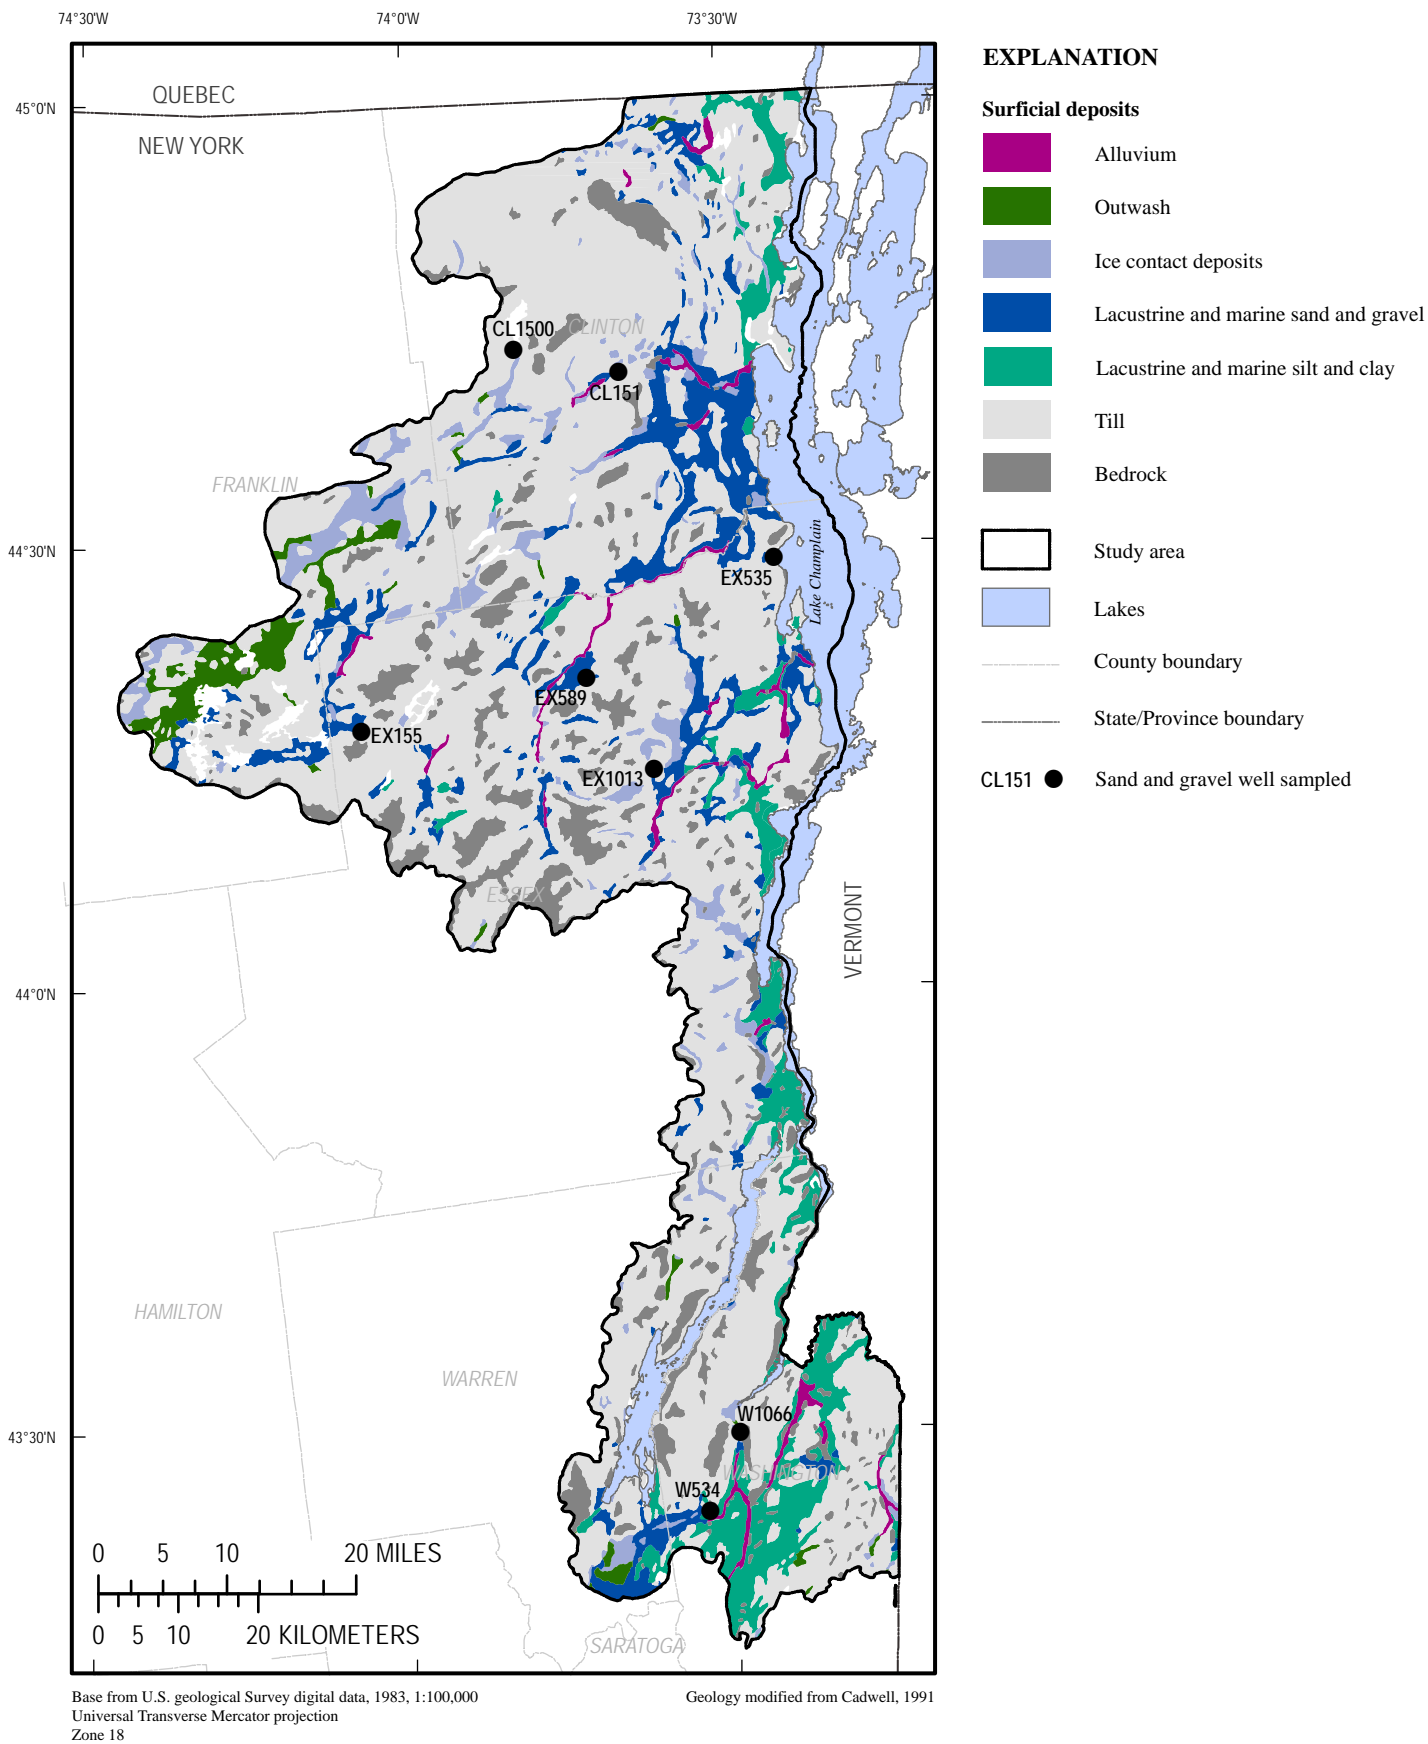 74°30'W
74°0'W
73°30'W
45°0'N
44°30'N
44°0'N
43°30'N
QUEBEC
NEW YORK
CL1500
CLINTON
CL151
FRANKLIN
EX535
Lake Champlain
EX589
EX155
EX1013
ESSEX
VERMONT
HAMILTON
WARREN
W1066
WASHINGTON
W534
SARATOGA
0 5 10 20 MILES
0 5 10 20 KILOMETERS
Base from U.S. geological Survey digital data, 1983, 1:100,000
Universal Transverse Mercator projection
Zone 18
Geology modified from Cadwell, 1991
EXPLANATION
Surficial deposits
Alluvium
Outwash
Ice contact deposits
Lacustrine and marine sand and gravel
Lacustrine and marine silt and clay
Till
Bedrock
Study area
Lakes
County boundary
State/Province boundary
CL151 Sand and gravel well sampled